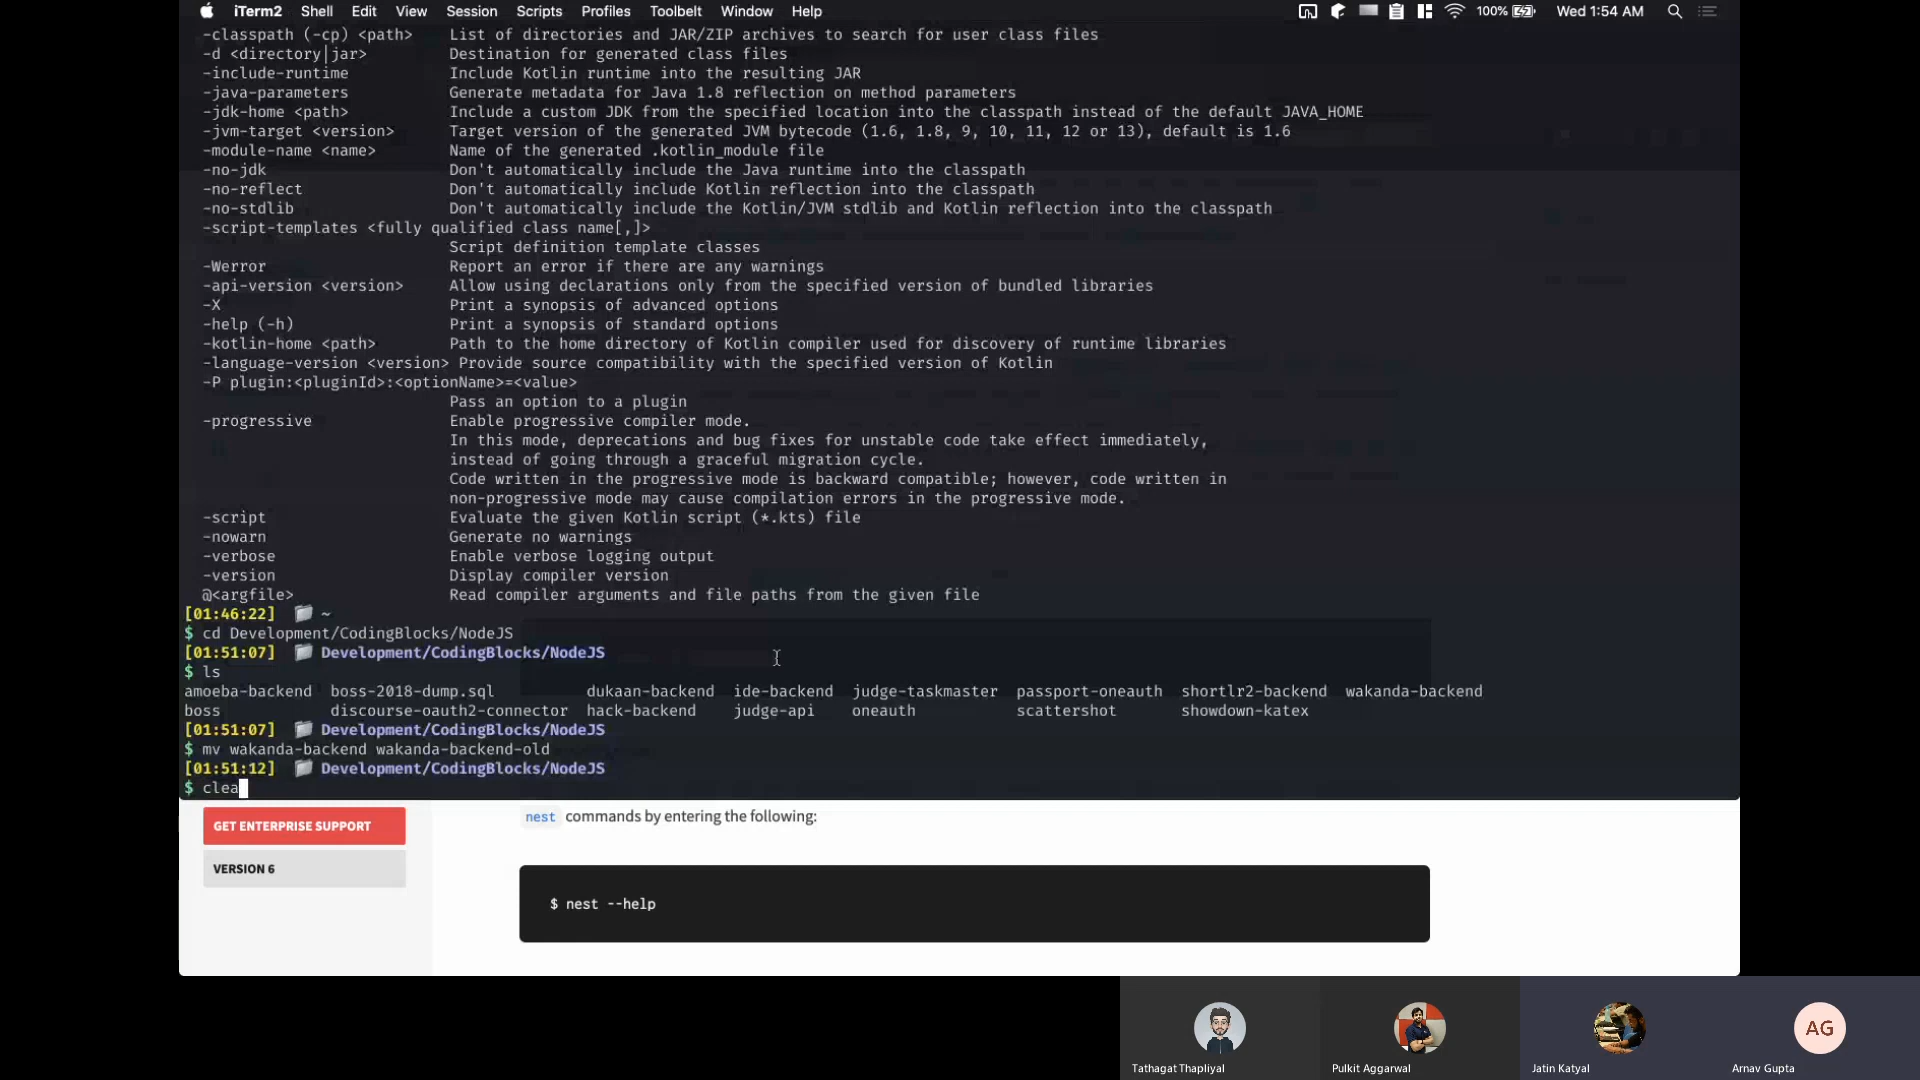 iTerm2 Shell Edit View Session Scripts Profiles Toolbelt Window Help 100% Wed 1:54 AM
-classpath (-cp) <path> List of directories and JAR/ZIP archives to search for user class files
-d <directory|jar> Destination for generated class files
-include-runtime Include Kotlin runtime into the resulting JAR
-java-parameters Generate metadata for Java 1.8 reflection on method parameters
-jdk-home <path> Include a custom JDK from the specified location into the classpath instead of the default JAVA_HOME
-jvm-target <version> Target version of the generated JVM bytecode (1.6, 1.8, 9, 10, 11, 12 or 13), default is 1.6
-module-name <name> Name of the generated .kotlin_module file
-no-jdk Don't automatically include the Java runtime into the classpath
-no-reflect Don't automatically include Kotlin reflection into the classpath
-no-stdlib Don't automatically include the Kotlin/JVM stdlib and Kotlin reflection into the classpath
-script-templates <fully qualified class name[,]>
Script definition template classes
-Werror Report an error if there are any warnings
-api-version <version> Allow using declarations only from the specified version of bundled libraries
-X Print a synopsis of advanced options
-help (-h) Print a synopsis of standard options
-kotlin-home <path> Path to the home directory of Kotlin compiler used for discovery of runtime libraries
-language-version <version> Provide source compatibility with the specified version of Kotlin
-P plugin:<pluginId>:<optionName>=<value>
Pass an option to a plugin
-progressive Enable progressive compiler mode.
In this mode, deprecations and bug fixes for unstable code take effect immediately,
instead of going through a graceful migration cycle.
Code written in the progressive mode is backward compatible; however, code written in
non-progressive mode may cause compilation errors in the progressive mode.
-script Evaluate the given Kotlin script (*.kts) file
-nowarn Generate no warnings
-verbose Enable verbose logging output
-version Display compiler version
@<argfile> Read compiler arguments and file paths from the given file
[01:46:22] ~
$ cd Development/CodingBlocks/NodeJS
[01:51:07] Development/CodingBlocks/NodeJS
$ ls
amoeba-backend boss-2018-dump.sql dukaan-backend ide-backend judge-taskmaster passport-oneauth shortlr2-backend wakanda-backend
boss discourse-oauth2-connector hack-backend judge-api oneauth scattershot showdown-katex
[01:51:07] Development/CodingBlocks/NodeJS
$ mv wakanda-backend wakanda-backend-old
[01:51:12] Development/CodingBlocks/NodeJS
$ clea
GET ENTERPRISE SUPPORT
VERSION 6
nest commands by entering the following:
$ nest --help
Tathagat Thapliyal Pulkit Aggarwal Jatin Katyal AG Arnav Gupta